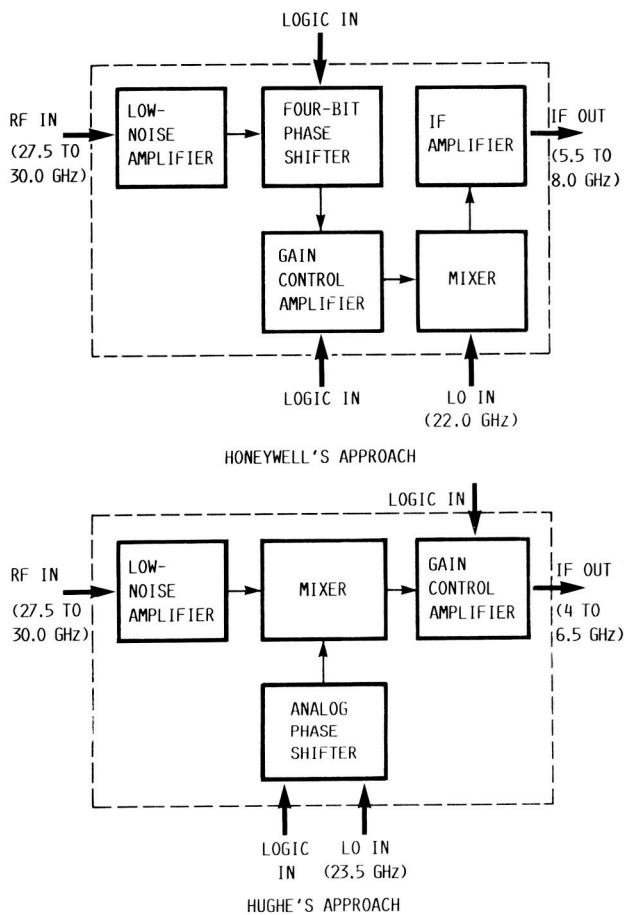 LOGIC IN
RF IN
(27.5 TO
30.0 GHz)
LOW-
NOISE
AMPLIFIER
FOUR-BIT
PHASE
SHIFTER
IF
AMPLIFIER
IF OUT
(5.5 TO
8.0 GHz)
GAIN
CONTROL
AMPLIFIER
MIXER
LOGIC IN
LO IN
(22.0 GHz)
HONEYWELL'S APPROACH
LOGIC IN
RF IN
(27.5 TO
30.0 GHz)
LOW-
NOISE
AMPLIFIER
MIXER
GAIN
CONTROL
AMPLIFIER
IF OUT
(4 TO
6.5 GHz)
ANALOG
PHASE
SHIFTER
LOGIC
IN
LO IN
(23.5 GHz)
HUGHE'S APPROACH